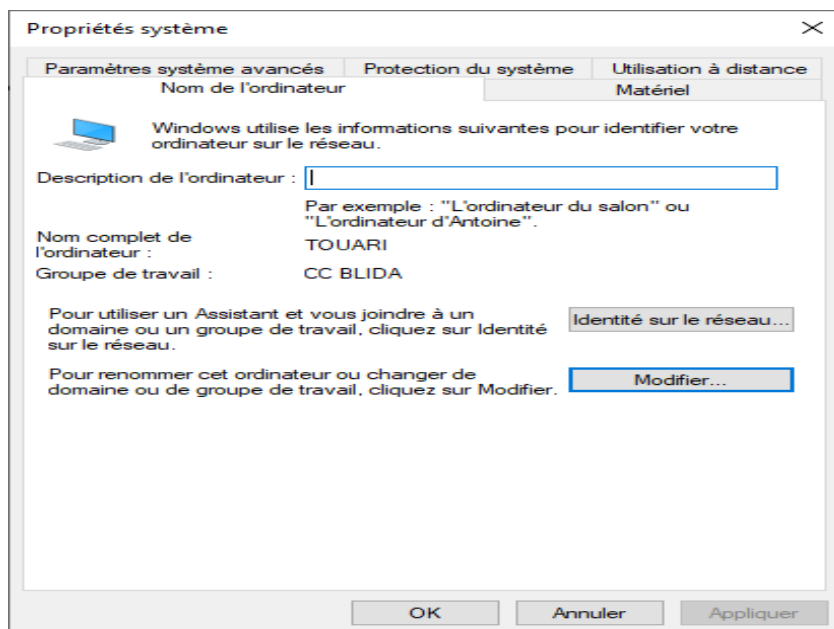 Propriétés système
Paramètres système avancés Protection du système Utilisation à distance
Nom de l'ordinateur Matériel
Windows utilise les informations suivantes pour identifier votre
ordinateur sur le réseau.
Description de l'ordinateur :
Par exemple : "L'ordinateur du salon" ou
"L'ordinateur d'Antoine".
Nom complet de
l'ordinateur :
TOUARI
Groupe de travail : CC BLIDA
Pour utiliser un Assistant et vous joindre à un
domaine ou un groupe de travail, cliquez sur Identité
sur le réseau.
Identité sur le réseau...
Pour renommer cet ordinateur ou changer de
domaine ou de groupe de travail, cliquez sur Modifier.
Modifier...
OK Annuler Appliquer